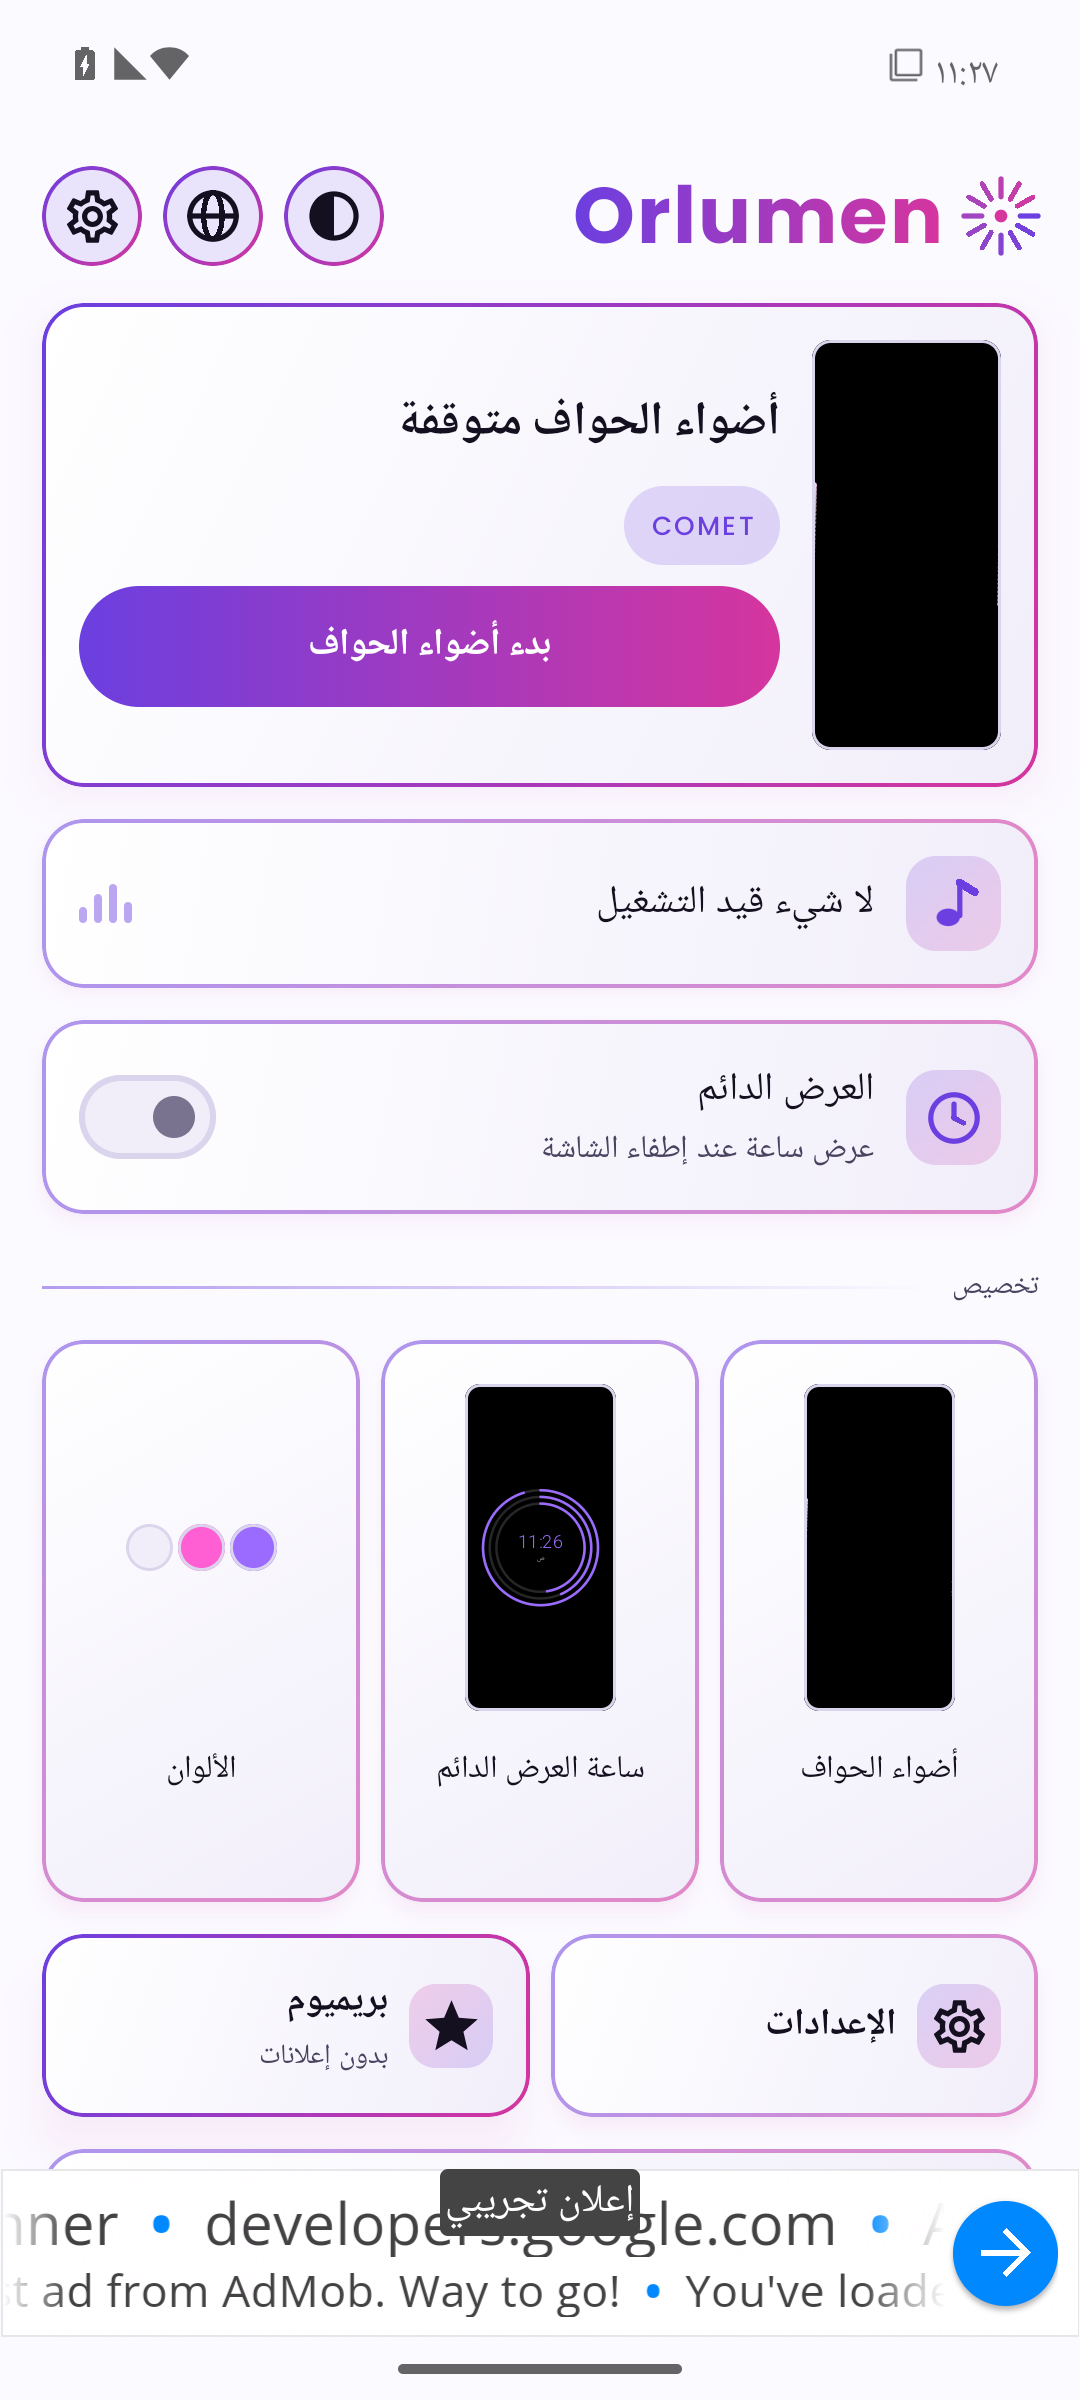 ١١:٢٧
Orlumen
أضواء الحواف متوقفة
COMET
بدء أضواء الحواف
لا شيء قيد التشغيل
العرض الدائم
عرض ساعة عند إطفاء الشاشة
تخصيص
11:26
ص
أضواء الحواف
ساعة العرض الدائم
الألوان
الإعدادات
بريميوم
بدون إعلانات
إعلان تجريبي
nner • developers.google.com •
st ad from AdMob. Way to go! • You've loade